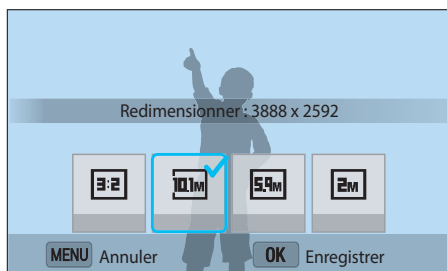 Redimensionner : 3888 x 2592
3:2 10.1M 5.9M 2M
MENU Annuler OK Enregistrer